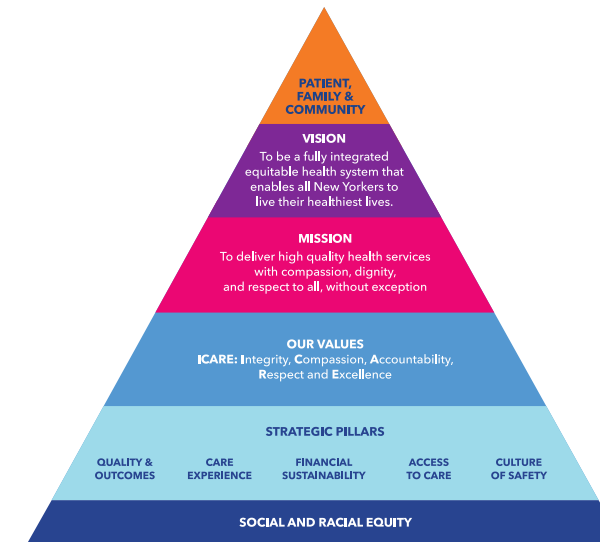 PATIENT,
FAMILY &
COMMUNITY
VISION
To be a fully integrated
equitable health system that
enables all New Yorkers to
live their healthiest lives.
MISSION
To deliver high quality health services
with compassion, dignity,
and respect to all, without exception
OUR VALUES
ICARE: Integrity, Compassion, Accountability,
Respect and Excellence
STRATEGIC PILLARS
QUALITY &
OUTCOMES
CARE
EXPERIENCE
FINANCIAL
SUSTAINABILITY
ACCESS
TO CARE
CULTURE
OF SAFETY
SOCIAL AND RACIAL EQUITY